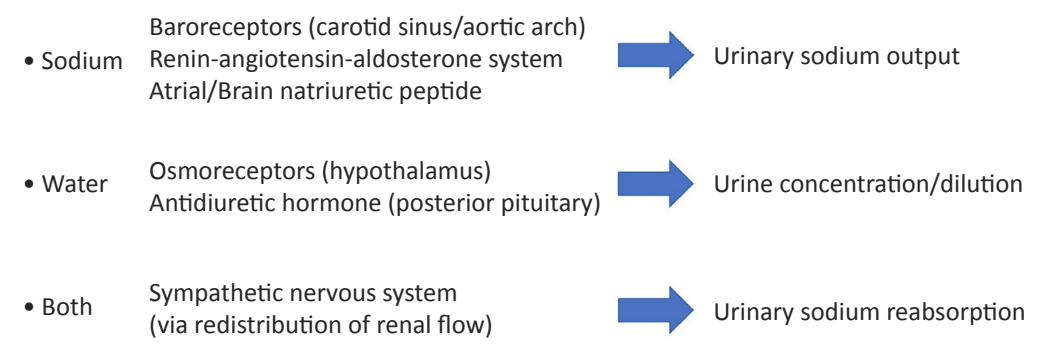 Baroreceptors (carotid sinus/aortic arch)
• Sodium Renin-angiotensin-aldosterone system Urinary sodium output
Atrial/Brain natriuretic peptide
Osmoreceptors (hypothalamus)
• Water Urine concentration/dilution
Antidiuretic hormone (posterior pituitary)
Sympathetic nervous system
• Both Urinary sodium reabsorption
(via redistribution of renal flow)